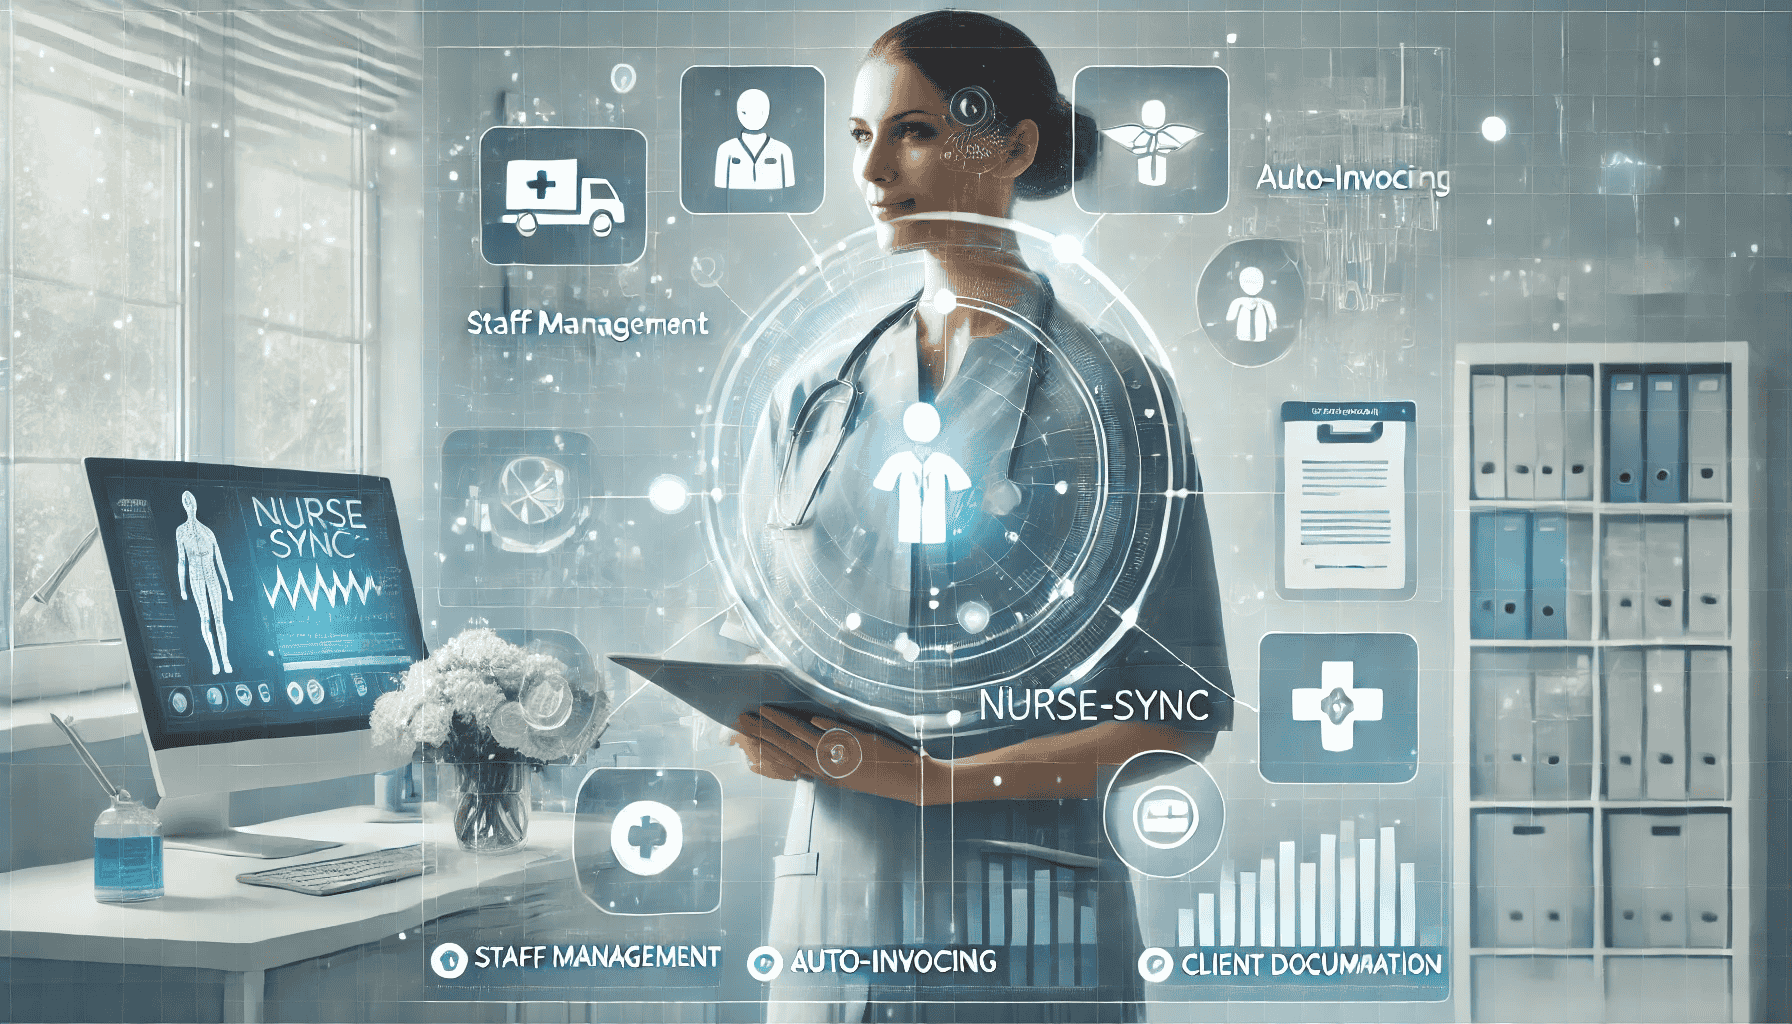 Auto-Invocing
Staff Management
NURSE
SYNC
NURSE-SYNC
STAFF MANAGEMENT
AUTO-INVOCING
CLIENT DOCUMAATION